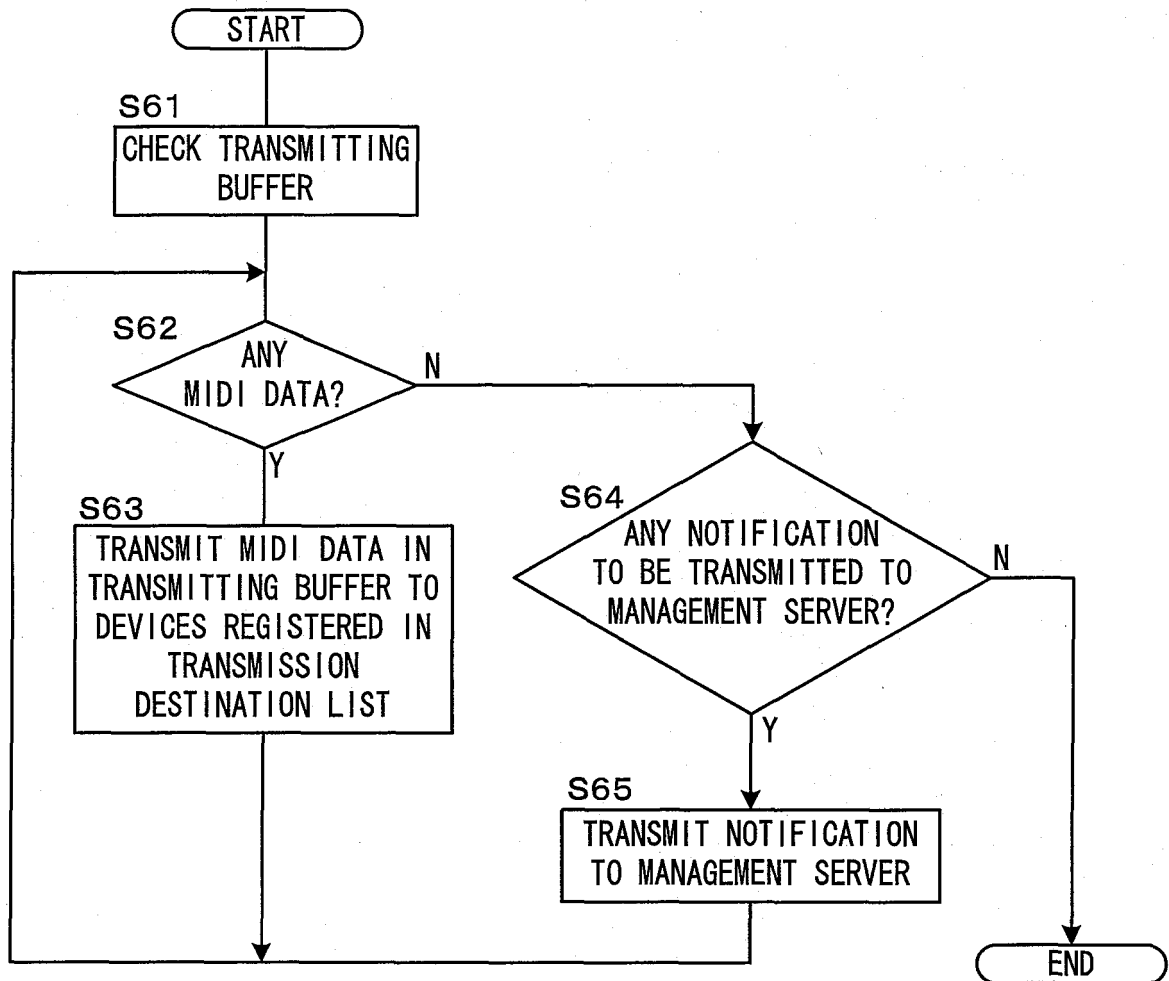 START
S61
CHECK TRANSMITTING
BUFFER
S62
ANY
MIDI DATA?
N
Y
S63
TRANSMIT MIDI DATA IN
TRANSMITTING BUFFER TO
DEVICES REGISTERED IN
TRANSMISSION
DESTINATION LIST
S64
ANY NOTIFICATION
TO BE TRANSMITTED TO
MANAGEMENT SERVER?
N
Y
S65
TRANSMIT NOTIFICATION
TO MANAGEMENT SERVER
END